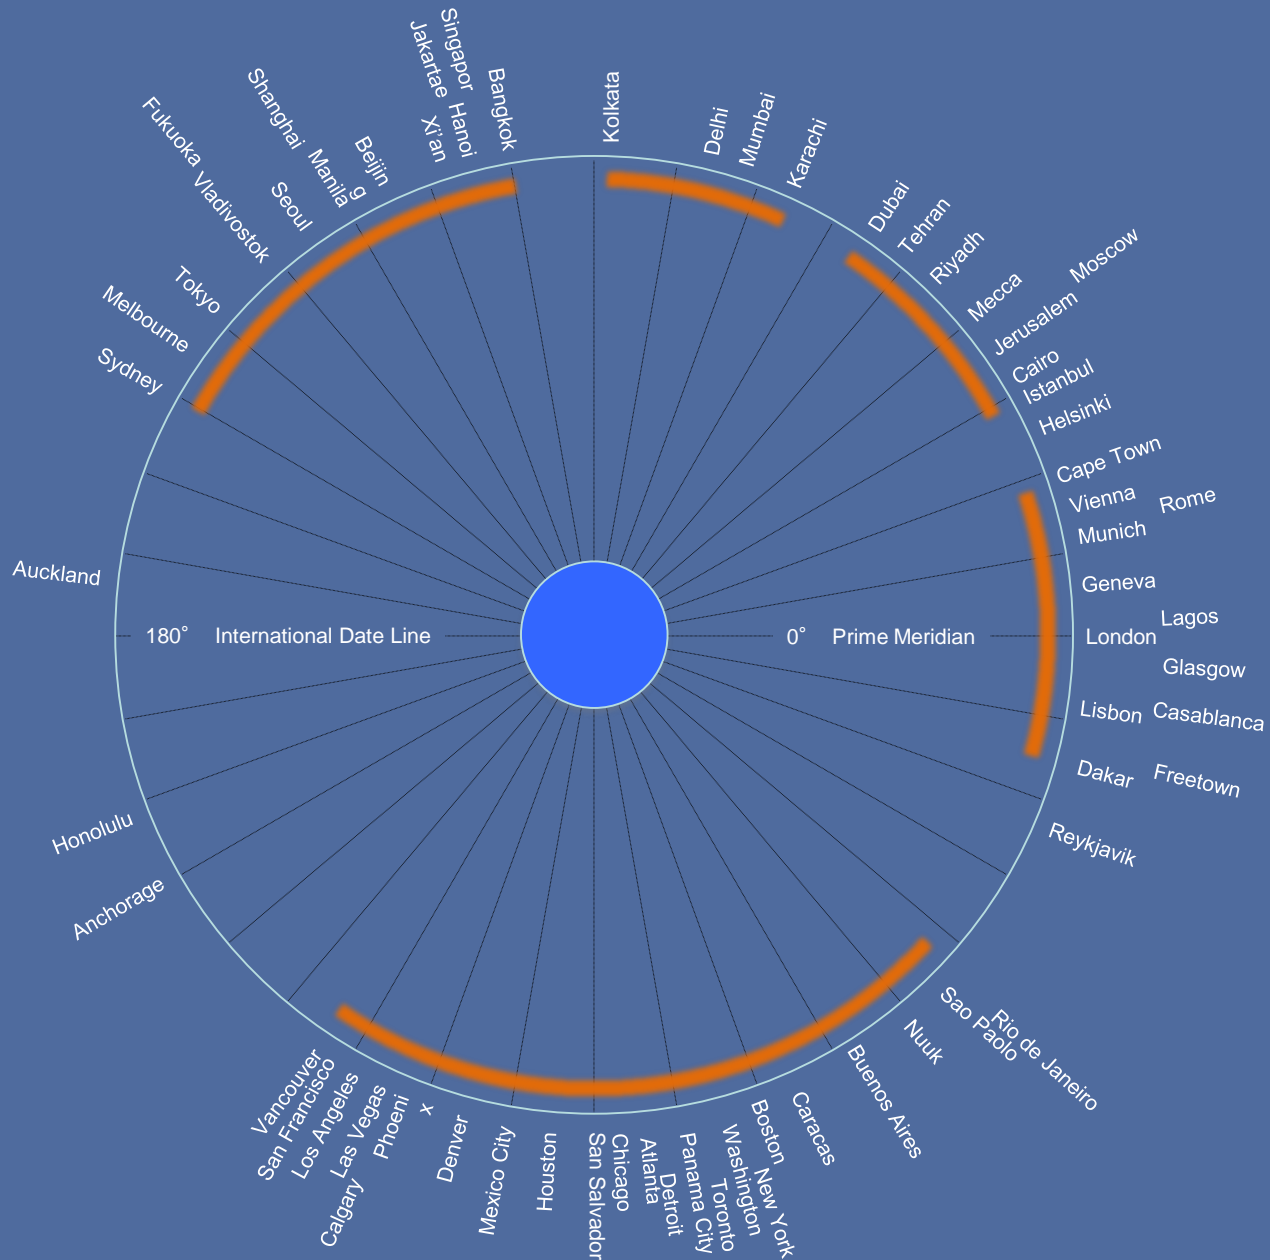 Singapor
Jakartae
Bangkok
Hanoi
Xi'an
Kolkata
Delhi
Mumbai
Karachi
Shanghai
Beijin
g
Manila
Fukuoka
Vladivostok
Seoul
Dubai
Tehran
Riyadh
Mecca
Moscow
Jerusalem
Cairo
Istanbul
Helsinki
Tokyo
Melbourne
Sydney
Cape Town
Vienna
Rome
Munich
Auckland
Geneva
Lagos
180°
International Date Line
0°
Prime Meridian
London
Glasgow
Lisbon
Casablanca
Dakar
Freetown
Honolulu
Reykjavik
Anchorage
Sao Paolo
Rio de Janeiro
Nuuk
Buenos Aires
Vancouver
San Francisco
Los Angeles
Las Vegas
Calgary
Phoeni
x
Denver
Mexico City
Houston
San Salvador
Chicago
Atlanta
Detroit
Panama City
Toronto
Washington
New York
Boston
Caracas